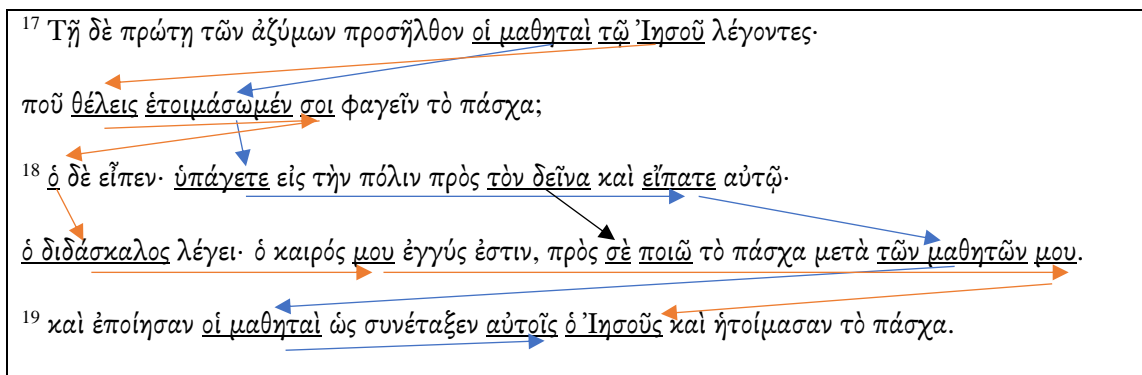 17 Τῇ δὲ πρώτῃ τῶν ἀζύμων προσῆλθον οἱ μαθηταὶ τῷ Ἰησοῦ λέγοντες·
ποῦ θέλεις ἑτοιμάσωμέν σοι φαγεῖν τὸ πάσχα;
18 ὁ δὲ εἶπεν· ὑπάγετε εἰς τὴν πόλιν πρὸς τὸν δεῖνα καὶ εἴπατε αὐτῷ·
ὁ διδάσκαλος λέγει· ὁ καιρός μου ἐγγύς ἐστιν, πρὸς σὲ ποιῶ τὸ πάσχα μετὰ τῶν μαθητῶν μου.
19 καὶ ἐποίησαν οἱ μαθηταὶ ὡς συνέταξεν αὐτοῖς ὁ Ἰησοῦς καὶ ἡτοίμασαν τὸ πάσχα.